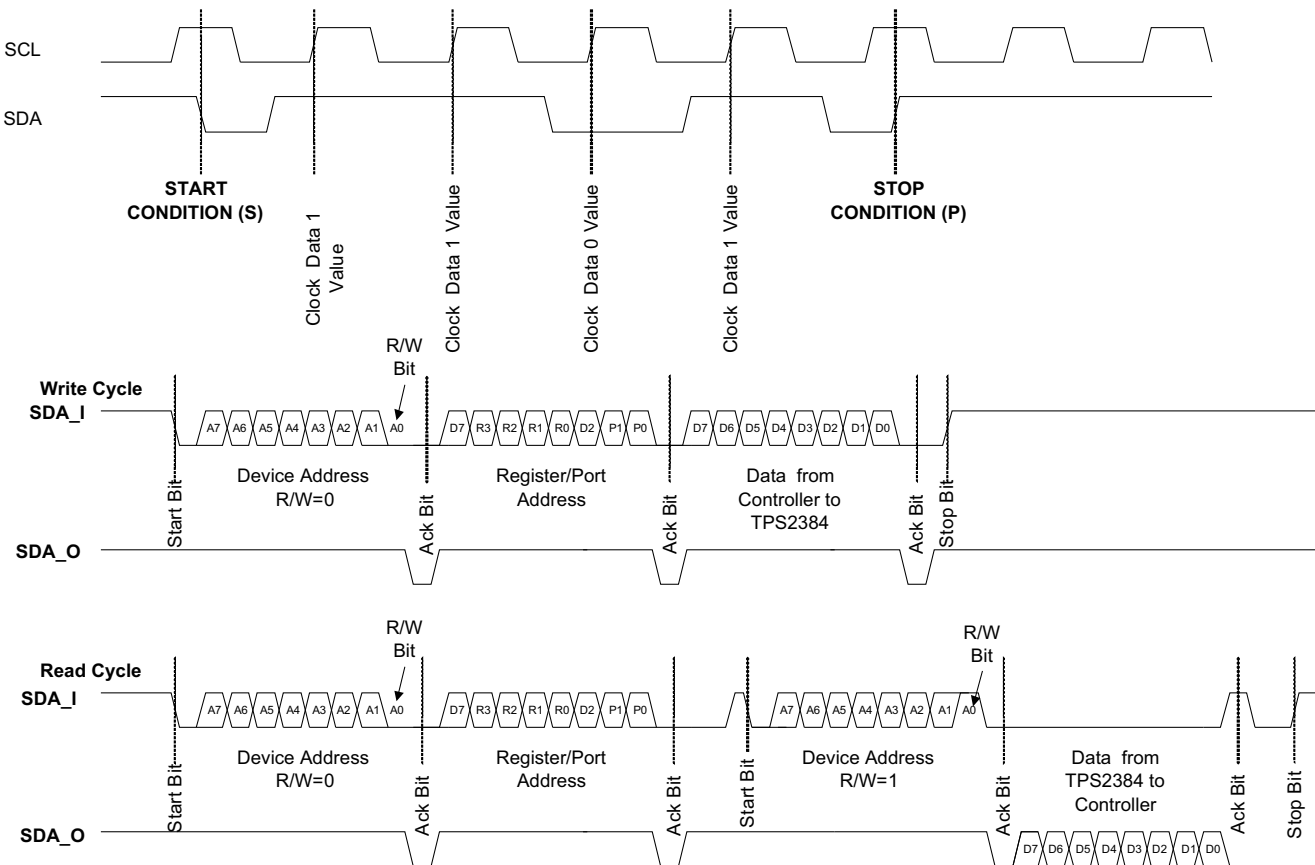 SCL
SDA
START
CONDITION (S)
STOP
CONDITION (P)
Clock Data 1
Value
Clock Data 1 Value
Clock Data 0 Value
Clock Data 1 Value
R/W
Bit
Write Cycle
SDA_I
A7 A6 A5 A4 A3 A2 A1 A0
D7 R3 R2 R1 R0 D2 P1 P0
D7 D6 D5 D4 D3 D2 D1 D0
Start Bit
Device Address
R/W=0
Ack Bit
Register/Port
Address
Ack Bit
Data from
Controller to
TPS2384
Ack Bit
Stop Bit
SDA_O
R/W
Bit
R/W
Bit
Read Cycle
SDA_I
A7 A6 A5 A4 A3 A2 A1 A0
D7 R3 R2 R1 R0 D2 P1 P0
A7 A6 A5 A4 A3 A2 A1 A0
Start Bit
Device Address
R/W=0
Ack Bit
Register/Port
Address
Ack Bit
Start Bit
Device Address
R/W=1
Ack Bit
Data from
TPS2384 to
Controller
Ack Bit
Stop Bit
SDA_O
D7 D6 D5 D4 D3 D2 D1 D0